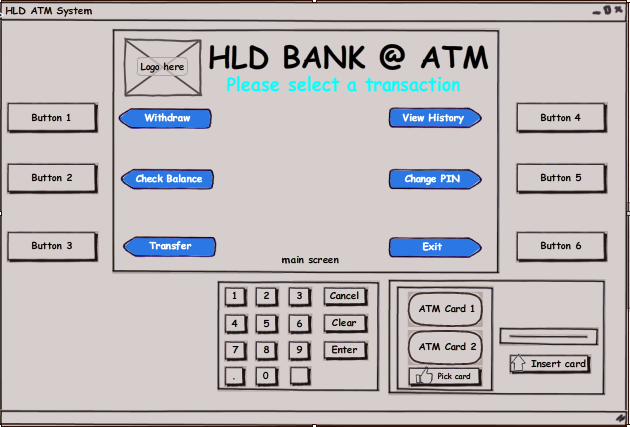 HLD ATM System
Logo here
HLD BANK @ ATM
Please select a transaction
Button 1
Withdraw
View History
Button 4
Button 2
Check Balance
Change PIN
Button 5
Button 3
Transfer
Exit
Button 6
main screen
1 2 3 Cancel
4 5 6 Clear
7 8 9 Enter
. 0
ATM Card 1
ATM Card 2
Pick card
Insert card